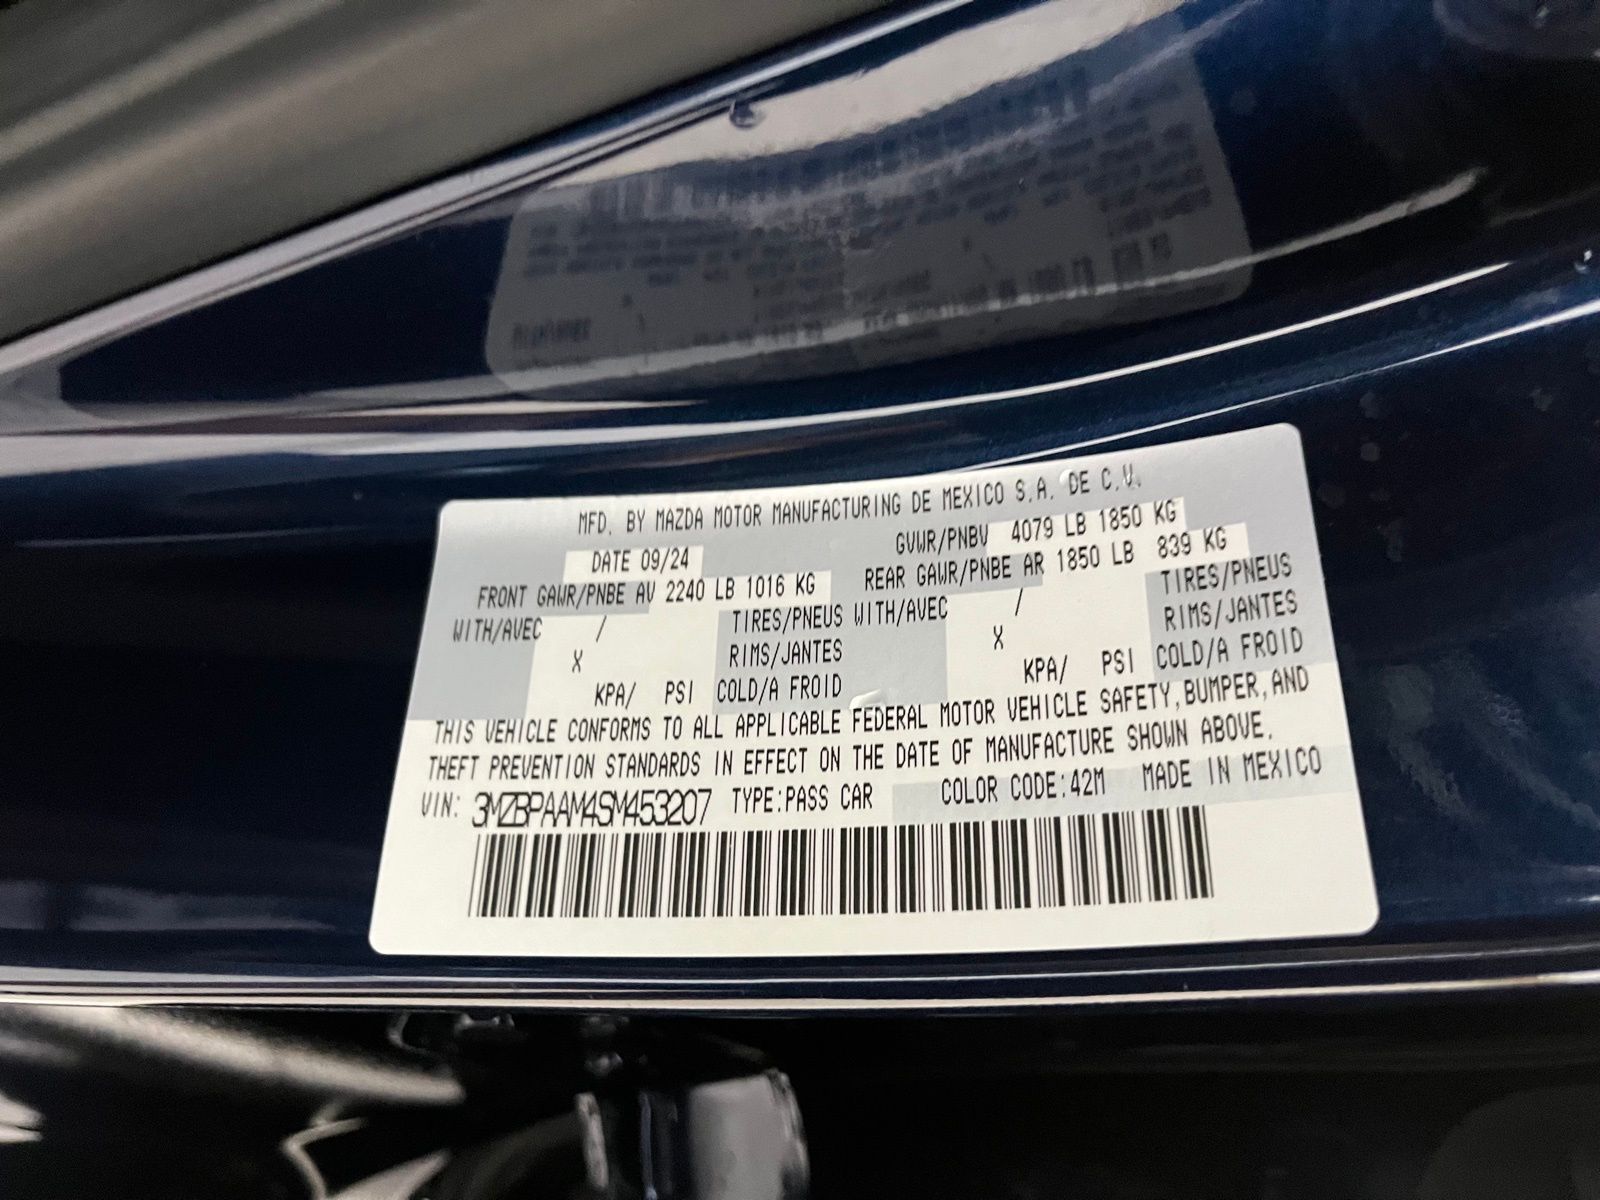 MFD. BY MAZDA MOTOR MANUFACTURING DE MEXICO S.A. DE C.V.
DATE 09/24 GVWR/PNBV 4079 LB 1850 KG
FRONT GAWR/PNBE AV 2240 LB 1016 KG REAR GAWR/PNBE AR 1850 LB 839 KG
WITH/AVEC / TIRES/PNEUS WITH/AVEC / TIRES/PNEUS
X RIMS/JANTES X RIMS/JANTES
KPA/ PSI COLD/A FROID KPA/ PSI COLD/A FROID
THIS VEHICLE CONFORMS TO ALL APPLICABLE FEDERAL MOTOR VEHICLE SAFETY, BUMPER, AND
THEFT PREVENTION STANDARDS IN EFFECT ON THE DATE OF MANUFACTURE SHOWN ABOVE.
VIN: 3MZBPAAM4SM453207 TYPE:PASS CAR COLOR CODE:42M MADE IN MEXICO